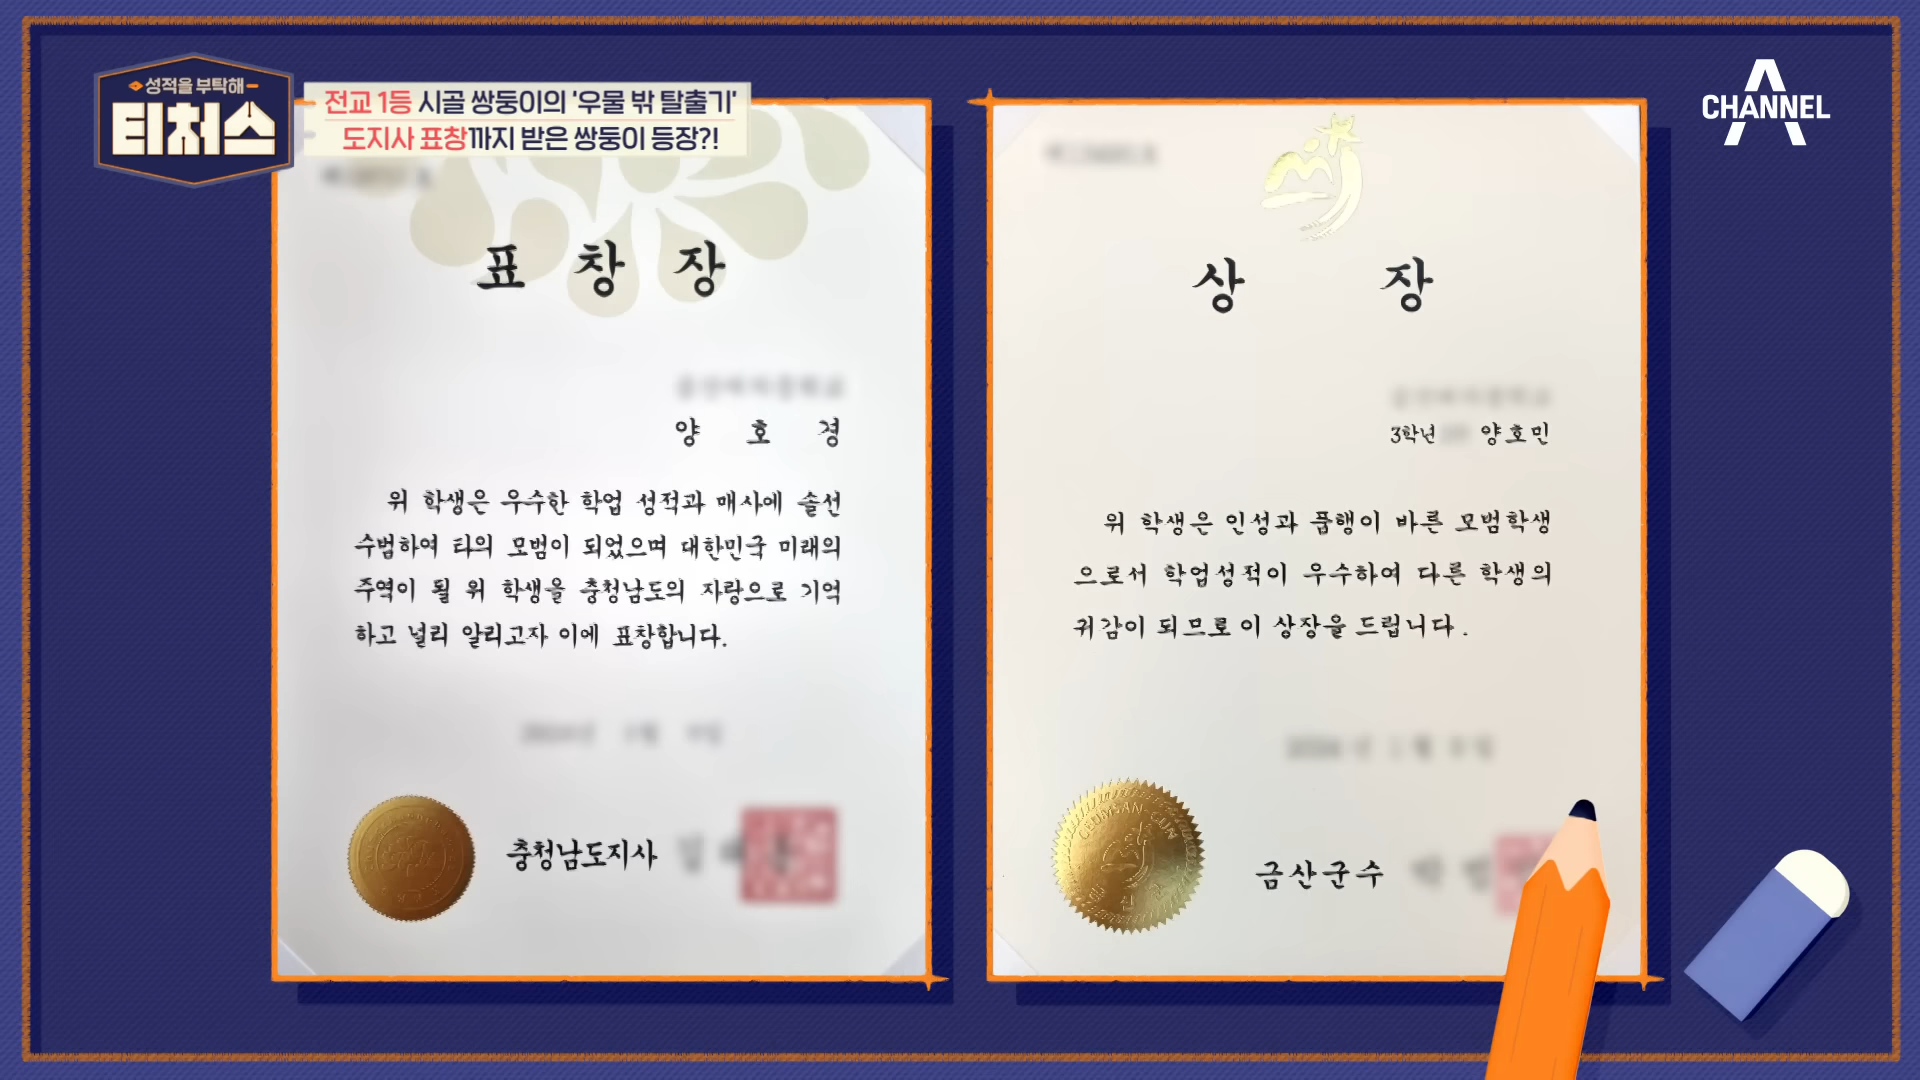 성적을 부탁해
티처스
전교 1등 시골 쌍둥이의 '우물 밖 탈출기'
도지사 표창까지 받은 쌍둥이 등장?!
CHANNEL A
표 창 장
양 호 경
위 학생은 우수한 학업 성적과 매사에 솔선
수범하여 타의 모범이 되었으며 대한민국 미래의
주역이 될 위 학생을 충청남도의 자랑으로 기억
하고 널리 알리고자 이에 표창합니다.
충청남도지사
상 장
3학년 양호민
위 학생은 인성과 품행이 바른 모범학생
으로서 학업성적이 우수하여 다른 학생의
귀감이 되므로 이 상장을 드립니다.
GEUMSAN-GUN
금산군수